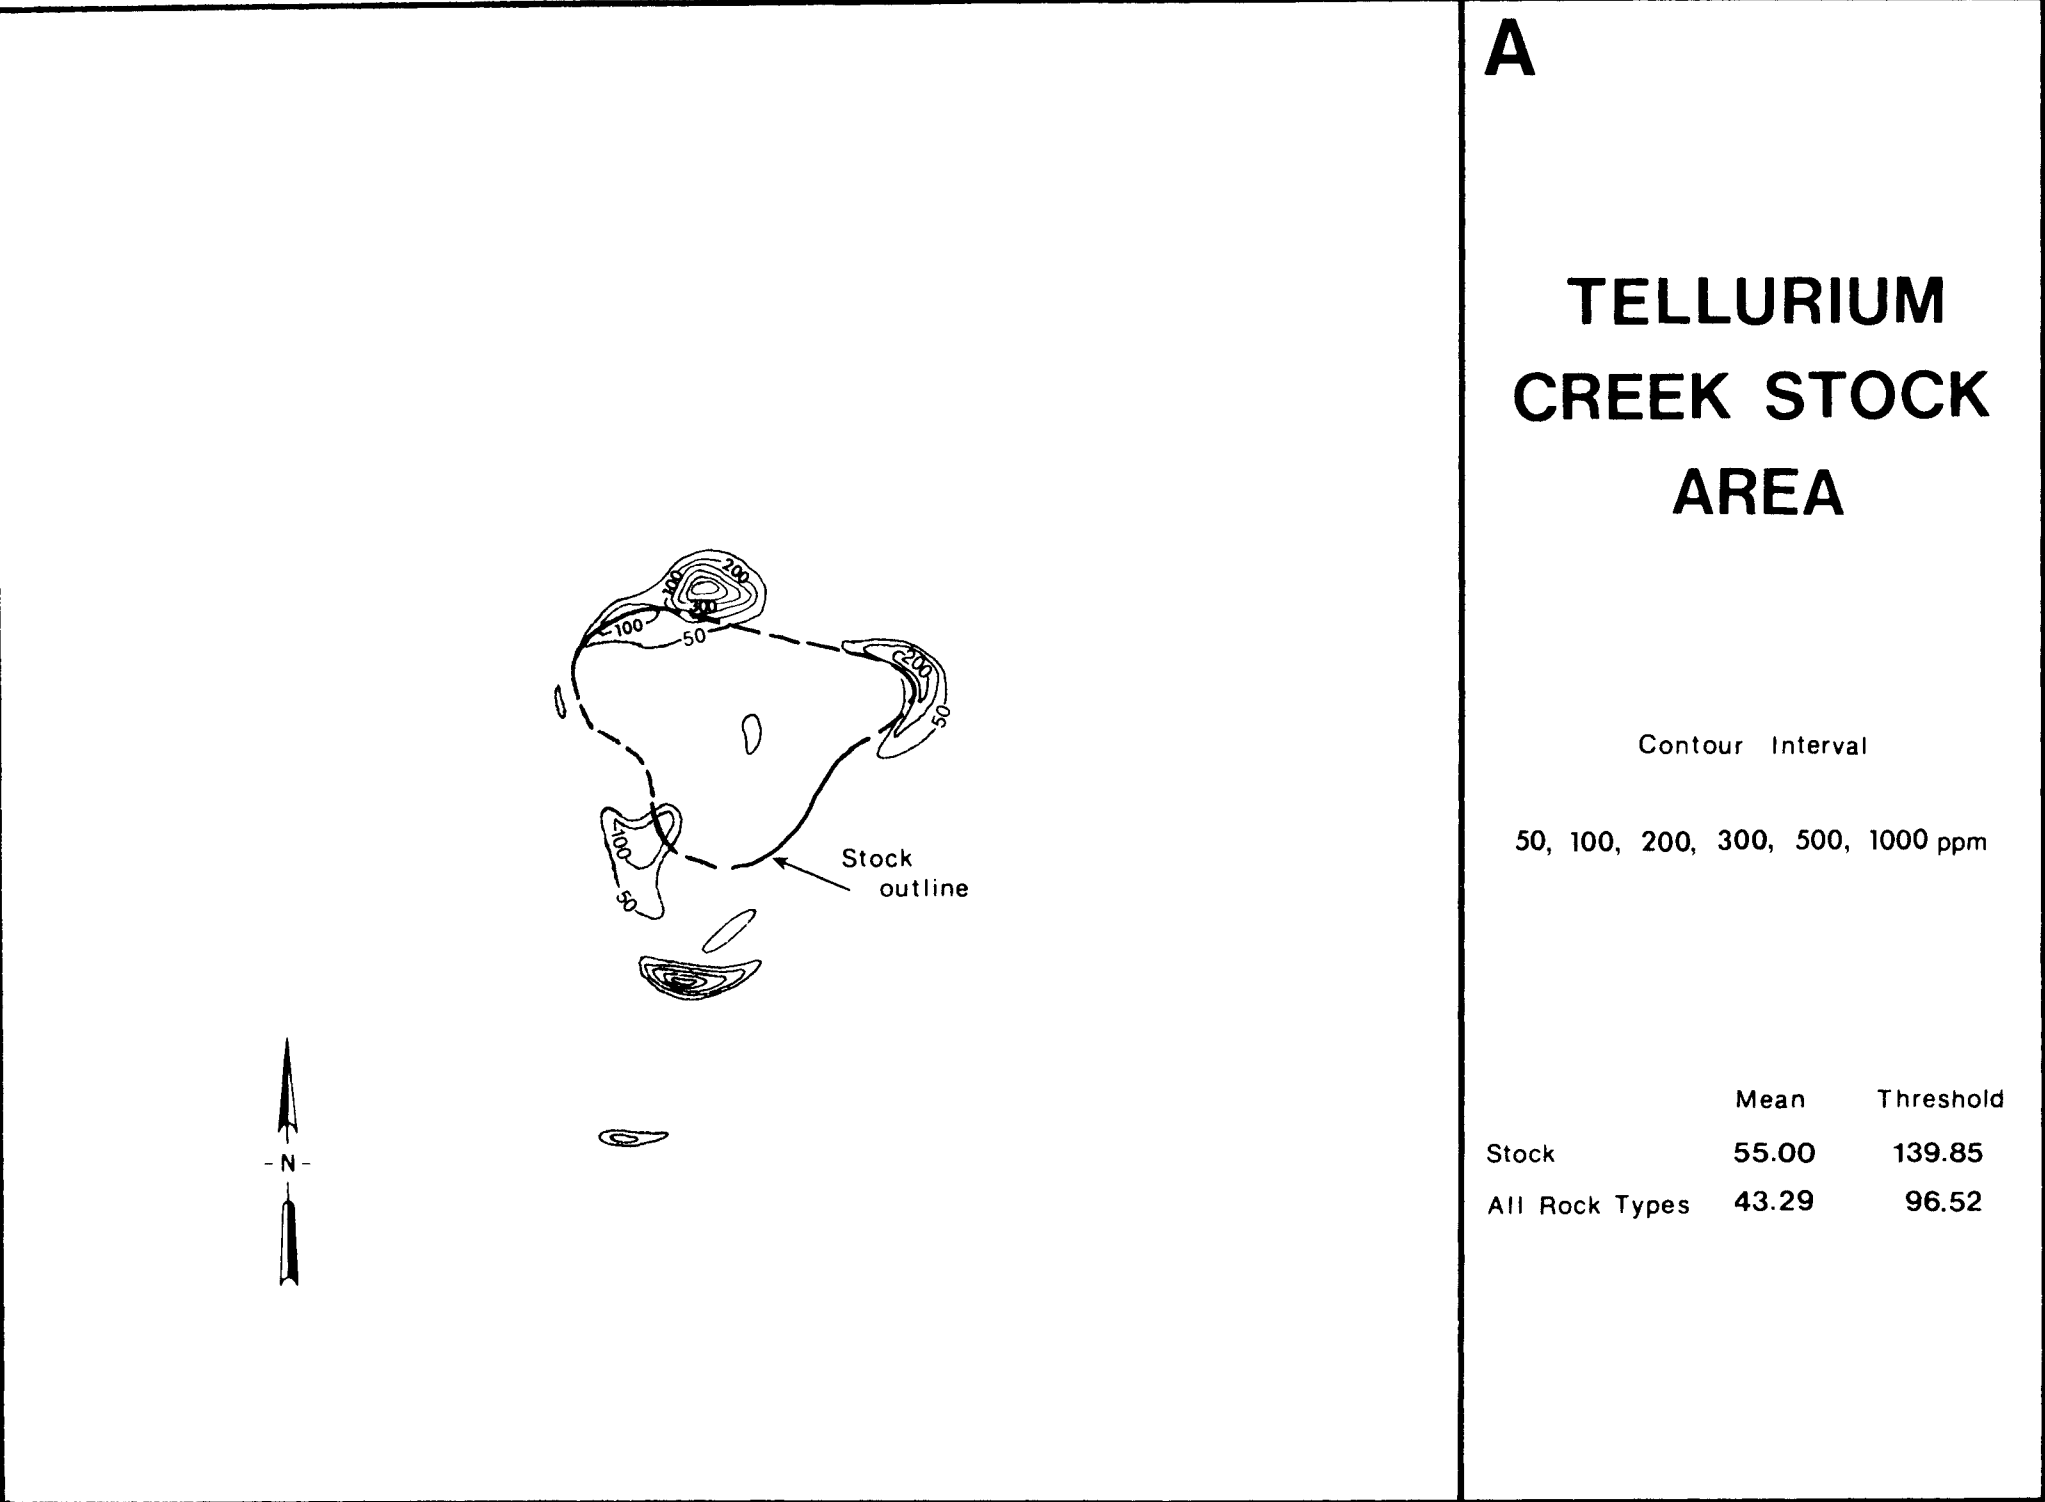 A
TELLURIUM
CREEK STOCK
AREA
Contour Interval
50, 100, 200, 300, 500, 1000 ppm
Mean Threshold
Stock 55.00 139.85
All Rock Types 43.29 96.52
200
100
300
100
50
200
50
100
50
Stock
outline
- N -